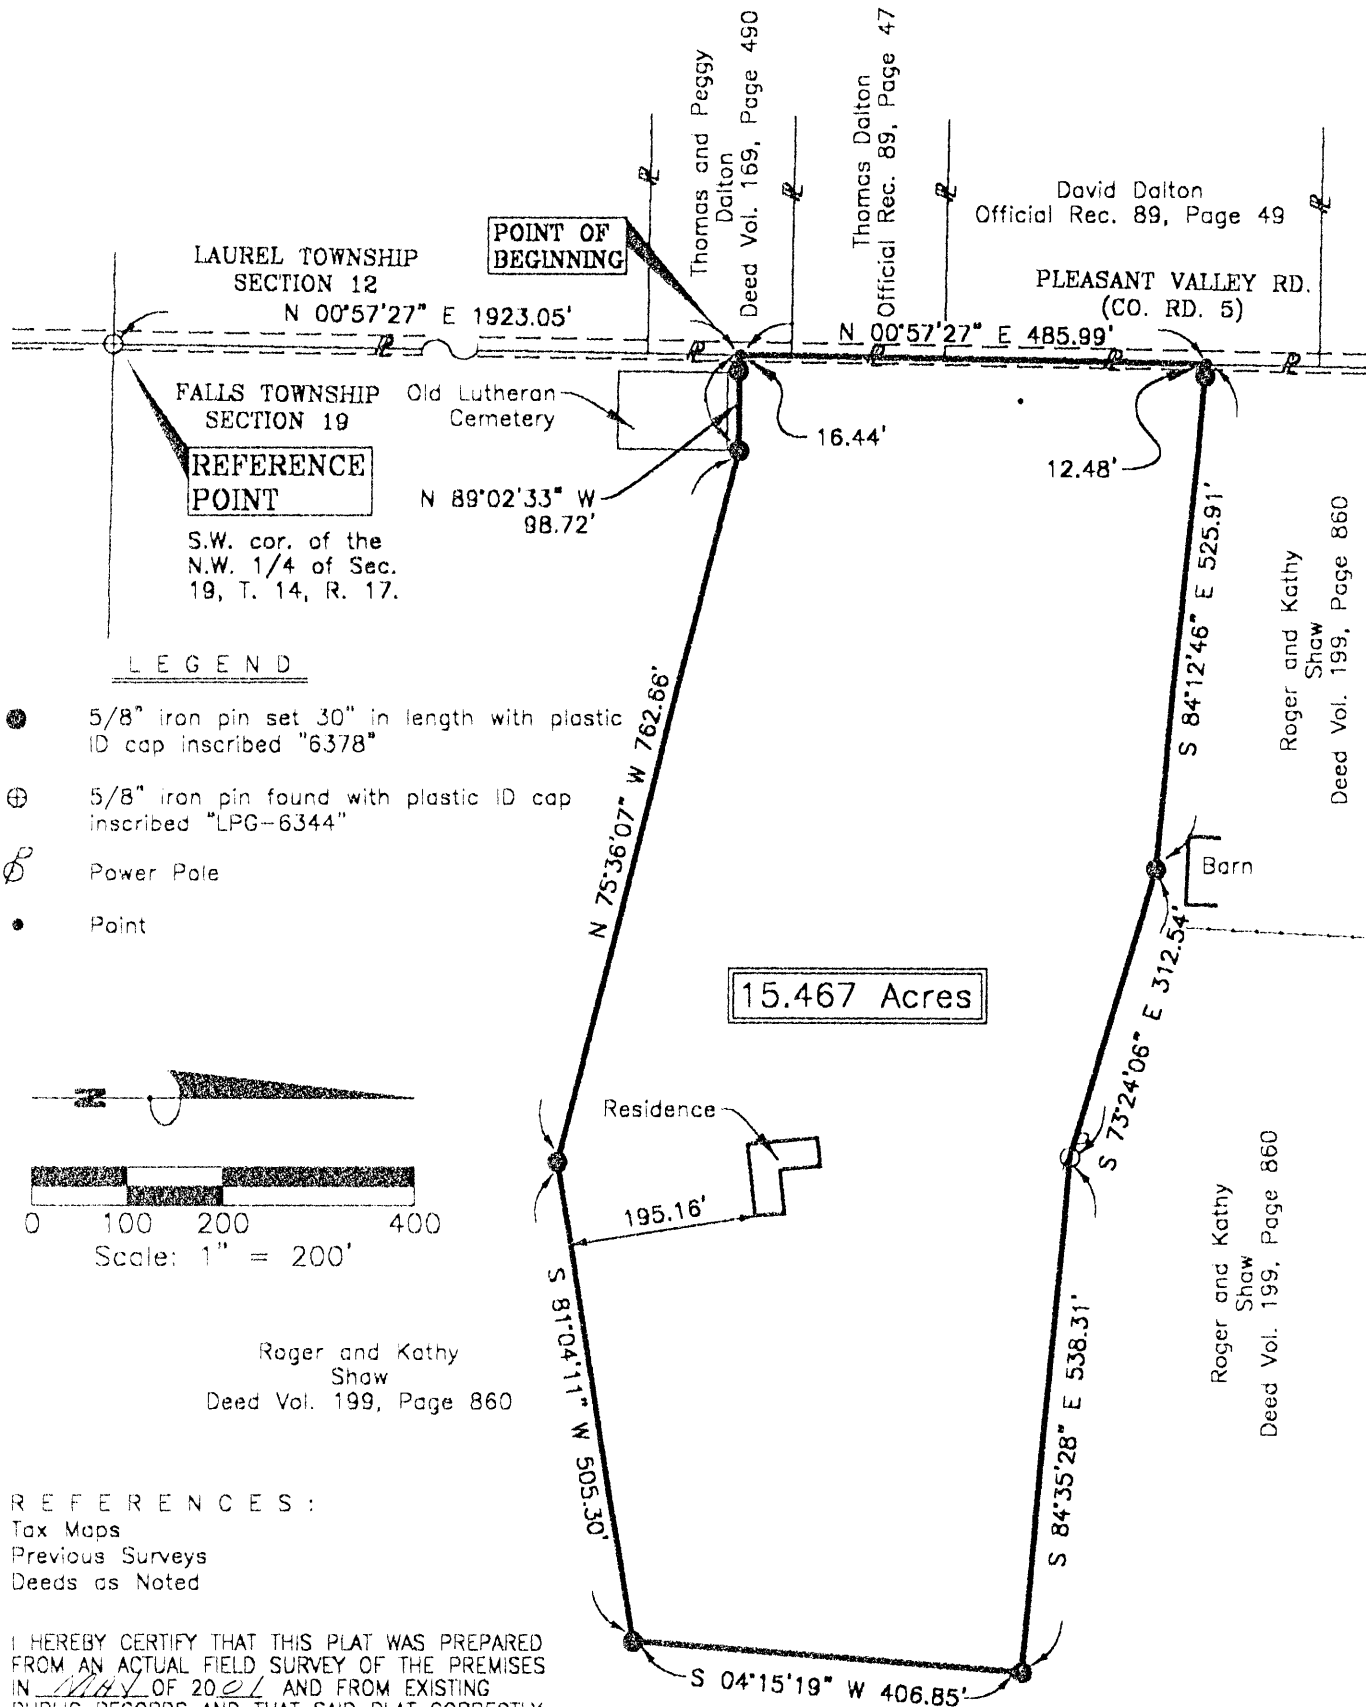 Thomas and Peggy
Dalton
Deed Vol. 169, Page 490
Thomas Dalton
Official Rec. 89, Page 47
David Dalton
Official Rec. 89, Page 49
POINT OF
BEGINNING
LAUREL TOWNSHIP
SECTION 12
N 00°57'27" E 1923.05'
PLEASANT VALLEY RD.
(CO. RD. 5)
N 00°57'27" E 485.99'
FALLS TOWNSHIP
SECTION 19
Old Lutheran
Cemetery
16.44'
12.48'
REFERENCE
POINT
N 89°02'33" W
98.72'
S.W. cor. of the
N.W. 1/4 of Sec.
19, T. 14, R. 17.
S 84°12'46" E 525.91'
Roger and Kathy
Shaw
Deed Vol. 199, Page 860
LEGEND
5/8" iron pin set 30" in length with plastic
ID cap inscribed "6378"
5/8" iron pin found with plastic ID cap
inscribed "LPG-6344"
Power Pole
Point
N 75°36'07" W 762.66'
Barn
S 73°24'06" E 312.54'
15.467 Acres
N
Residence
195.16'
0 100 200 400
Scale: 1" = 200'
S 81°04'11" W 505.30'
S 84°35'28" E 538.31'
Roger and Kathy
Shaw
Deed Vol. 199, Page 860
Roger and Kathy
Shaw
Deed Vol. 199, Page 860
REFERENCES:
Tax Maps
Previous Surveys
Deeds as Noted
S 04°15'19" W 406.85'
I HEREBY CERTIFY THAT THIS PLAT WAS PREPARED
FROM AN ACTUAL FIELD SURVEY OF THE PREMISES
IN MAY OF 2001 AND FROM EXISTING
PUBLIC RECORDS AND THAT SAID PLAT CORRECTLY